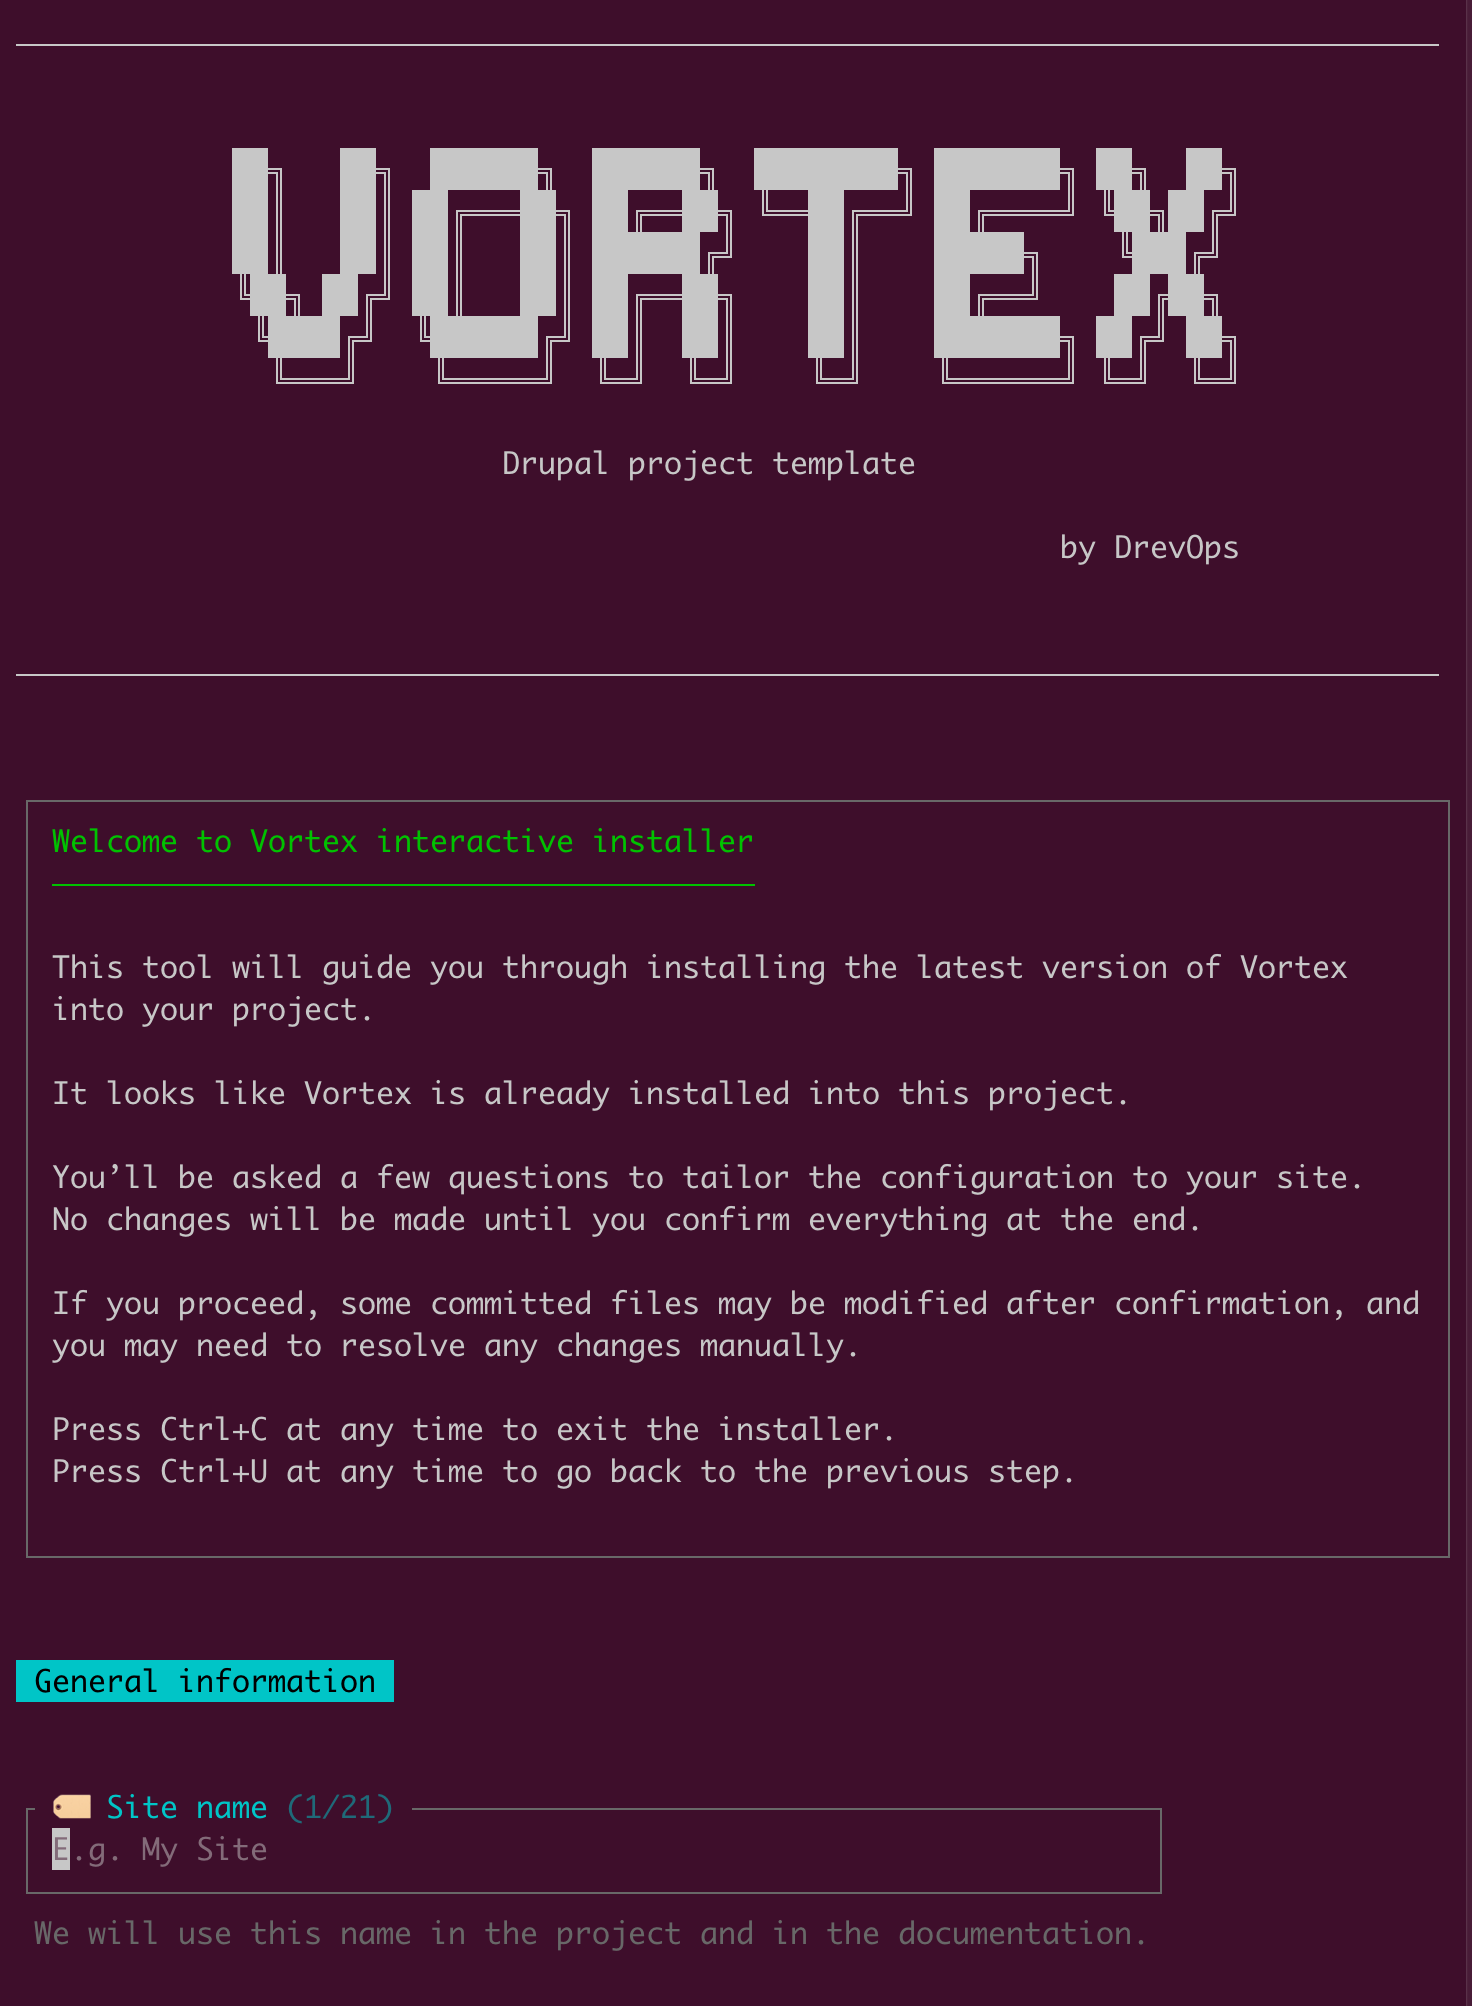 VORTEX
Drupal project template
by DrevOps
Welcome to Vortex interactive installer
This tool will guide you through installing the latest version of Vortex
into your project.
It looks like Vortex is already installed into this project.
You’ll be asked a few questions to tailor the configuration to your site.
No changes will be made until you confirm everything at the end.
If you proceed, some committed files may be modified after confirmation, and
you may need to resolve any changes manually.
Press Ctrl+C at any time to exit the installer.
Press Ctrl+U at any time to go back to the previous step.
General information
Site name (1/21)
E.g. My Site
We will use this name in the project and in the documentation.